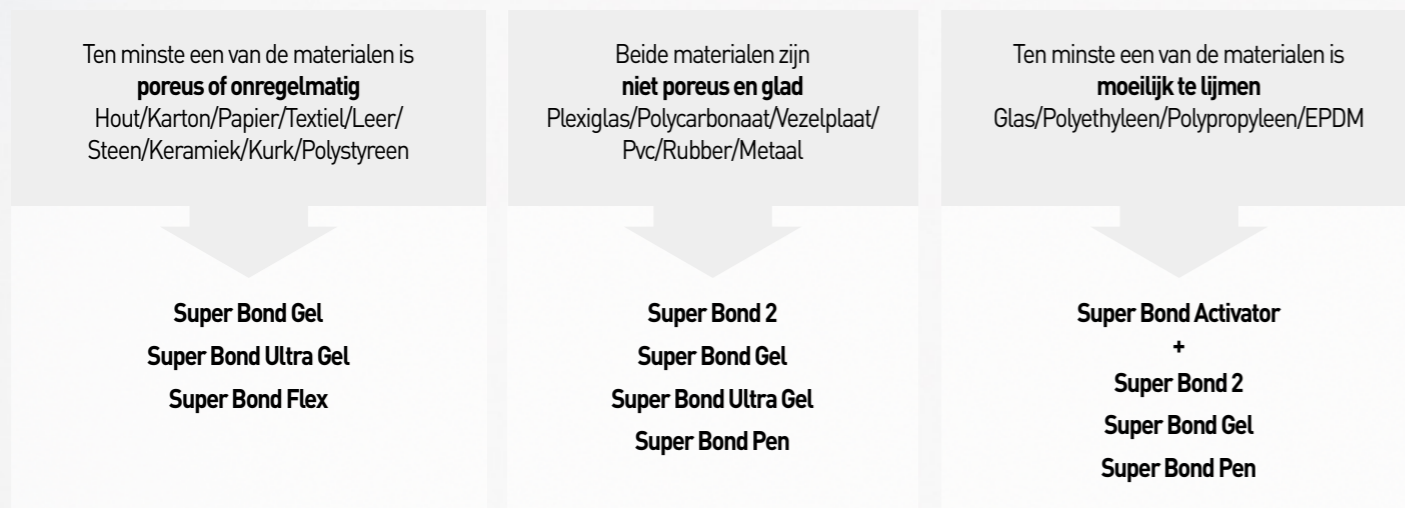 Ten minste een van de materialen is
poreus of onregelmatig
Hout/Karton/Papier/Textiel/Leer/
Steen/Keramiek/Kurk/Polystyreen
Super Bond Gel
Super Bond Ultra Gel
Super Bond Flex
Beide materialen zijn
niet poreus en glad
Plexiglas/Polycarbonaat/Vezelplaat/
Pvc/Rubber/Metaal
Super Bond 2
Super Bond Gel
Super Bond Ultra Gel
Super Bond Pen
Ten minste een van de materialen is
moeilijk te lijmen
Glas/Polyethyleen/Polypropyleen/EPDM
Super Bond Activator
+
Super Bond 2
Super Bond Gel
Super Bond Pen